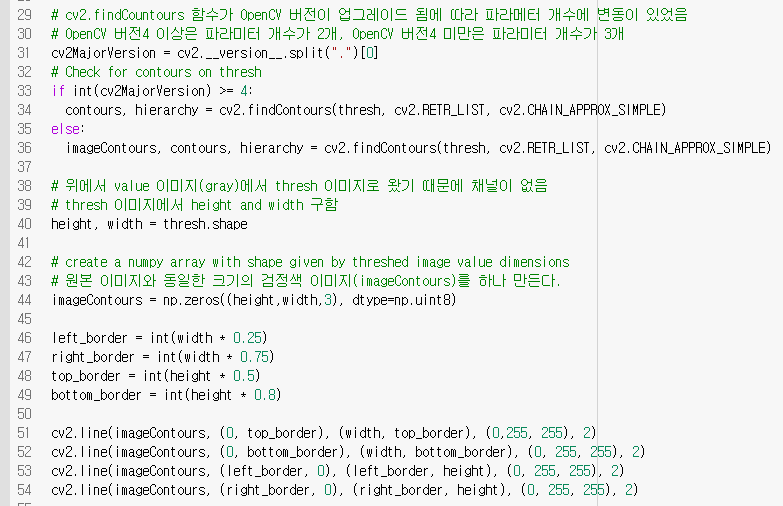 29 # cv2.findCountours 함수가 OpenCV 버전이 업그레이드 됨에 따라 파라메터 개수에 변동이 있었음
30 # OpenCV 버전4 이상은 파라미터 개수가 2개, OpenCV 버전4 미만은 파라미터 개수가 3개
31 cv2MajorVersion = cv2.__version__.split(".")[0]
32 # Check for contours on thresh
33 if int(cv2MajorVersion) >= 4:
34   contours, hierarchy = cv2.findContours(thresh, cv2.RETR_LIST, cv2.CHAIN_APPROX_SIMPLE)
35 else:
36   imageContours, contours, hierarchy = cv2.findContours(thresh, cv2.RETR_LIST, cv2.CHAIN_APPROX_SIMPLE)
37
38 # 위에서 value 이미지(gray)에서 thresh 이미지로 왔기 때문에 채널이 없음
39 # thresh 이미지에서 height and width 구함
40 height, width = thresh.shape
41
42 # create a numpy array with shape given by threshed image value dimensions
43 # 원본 이미지와 동일한 크기의 검정색 이미지(imageContours)를 하나 만든다.
44 imageContours = np.zeros((height,width,3), dtype=np.uint8)
45
46 left_border = int(width * 0.25)
47 right_border = int(width * 0.75)
48 top_border = int(height * 0.5)
49 bottom_border = int(height * 0.8)
50
51 cv2.line(imageContours, (0, top_border), (width, top_border), (0,255, 255), 2)
52 cv2.line(imageContours, (0, bottom_border), (width, bottom_border), (0, 255, 255), 2)
53 cv2.line(imageContours, (left_border, 0), (left_border, height), (0, 255, 255), 2)
54 cv2.line(imageContours, (right_border, 0), (right_border, height), (0, 255, 255), 2)